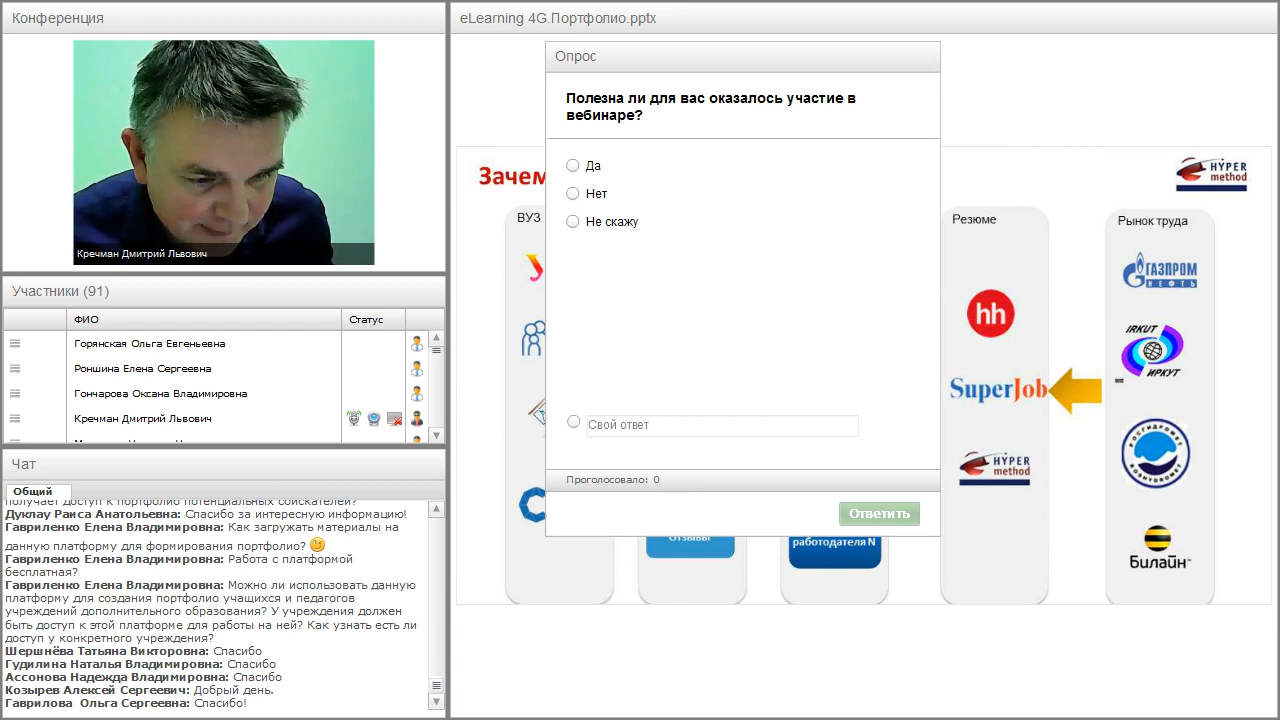 Конференция
Кречман Дмитрий Львович
Участники (91)
ФИО
Статус
Горянская Ольга Евгеньевна
Роншина Елена Сергеевна
Гончарова Оксана Владимировна
Кречман Дмитрий Львович
Чат
Общий
получает доступ к портфолио потенциальных соискателей?
Дуклау Раиса Анатольевна: Спасибо за интересную информацию!
Гавриленко Елена Владимировна: Как загружать материалы на
данную платформу для формирования портфолио?
Гавриленко Елена Владимировна: Работа с платформой
бесплатная?
Гавриленко Елена Владимировна: Можно ли использовать данную
платформу для создания портфолио учащихся и педагогов
учреждений дополнительного образования? У учреждения должен
быть доступ к этой платформе для работы на ней? Как узнать есть ли
доступ у конкретного учреждения?
Шершнёва Татьяна Викторовна: Спасибо
Гудилина Наталья Владимировна: Спасибо
Ассонова Надежда Владимировна: Спасибо
Козырев Алексей Сергеевич: Добрый день.
Гаврилова Ольга Сергеевна: Спасибо!
eLearning 4G.Портфолио.pptx
Опрос
Полезна ли для вас оказалось участие в
вебинаре?
Да
Нет
Не скажу
Свой ответ
Проголосовало: 0
Ответить
Зачем
HYPER
method
ВУЗ
Отзывы
работодателя N
Резюме
hh
SuperJob
HYPER
method
Рынок труда
ГАЗПРОМ
НЕФТЬ
IRKUT
ИРКУТ
РОСГИДРОМЕТ
ROSHYDROMET
Билайн